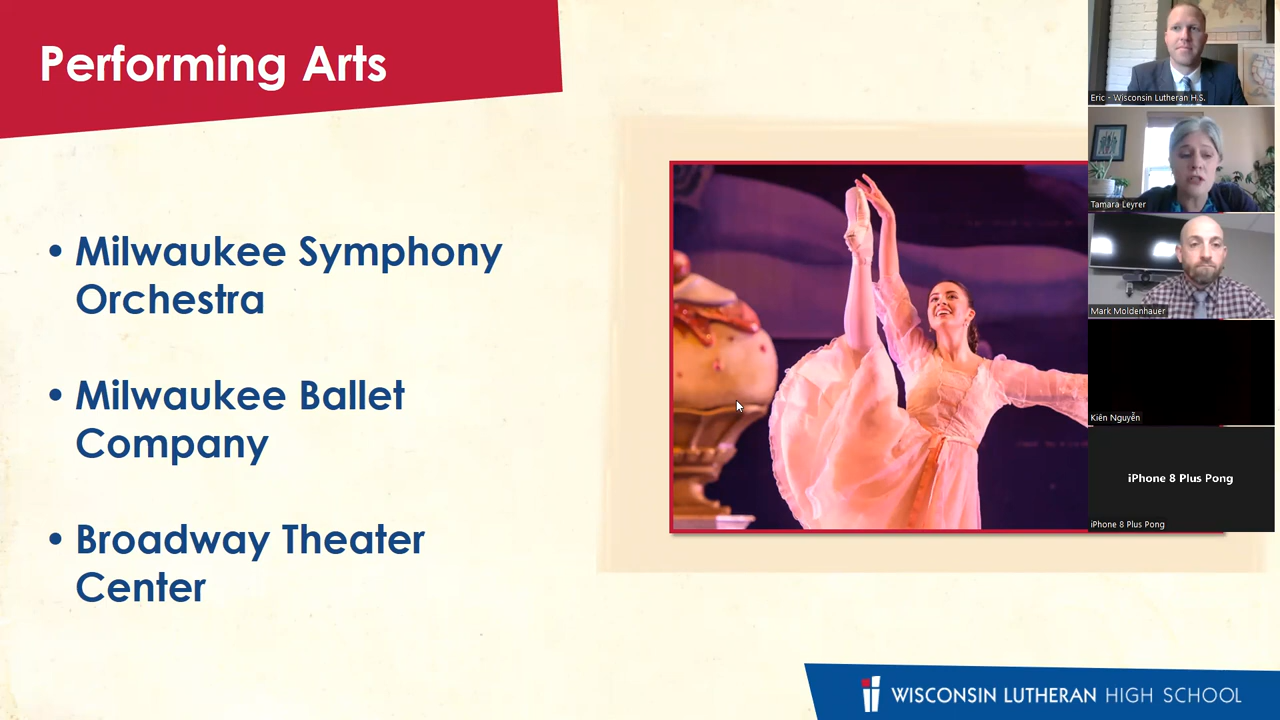 Performing Arts
• Milwaukee Symphony
Orchestra
• Milwaukee Ballet
Company
• Broadway Theater
Center
Eric - Wisconsin Lutheran H.S.
Tamara Leyrer
Mark Moldenhauer
Kiên Nguyễn
iPhone 8 Plus Pong
iPhone 8 Plus Pong
WISCONSIN LUTHERAN HIGH SCHOOL